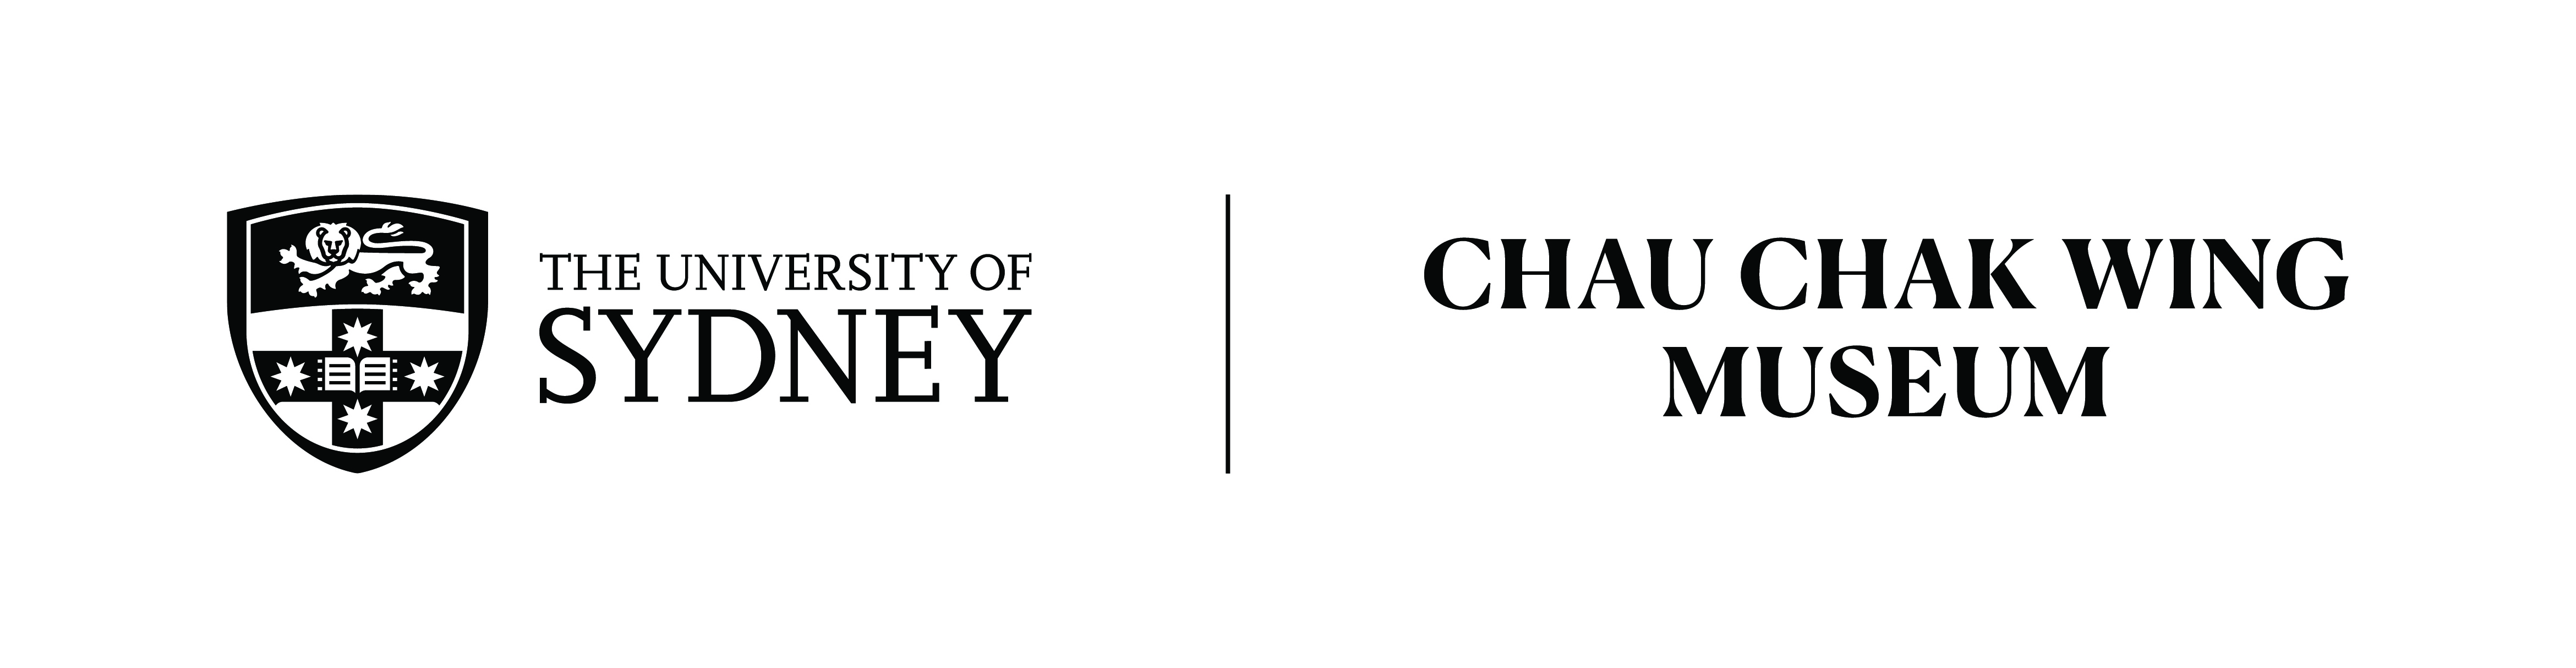 THE UNIVERSITY OF
SYDNEY
CHAU CHAK WING
MUSEUM